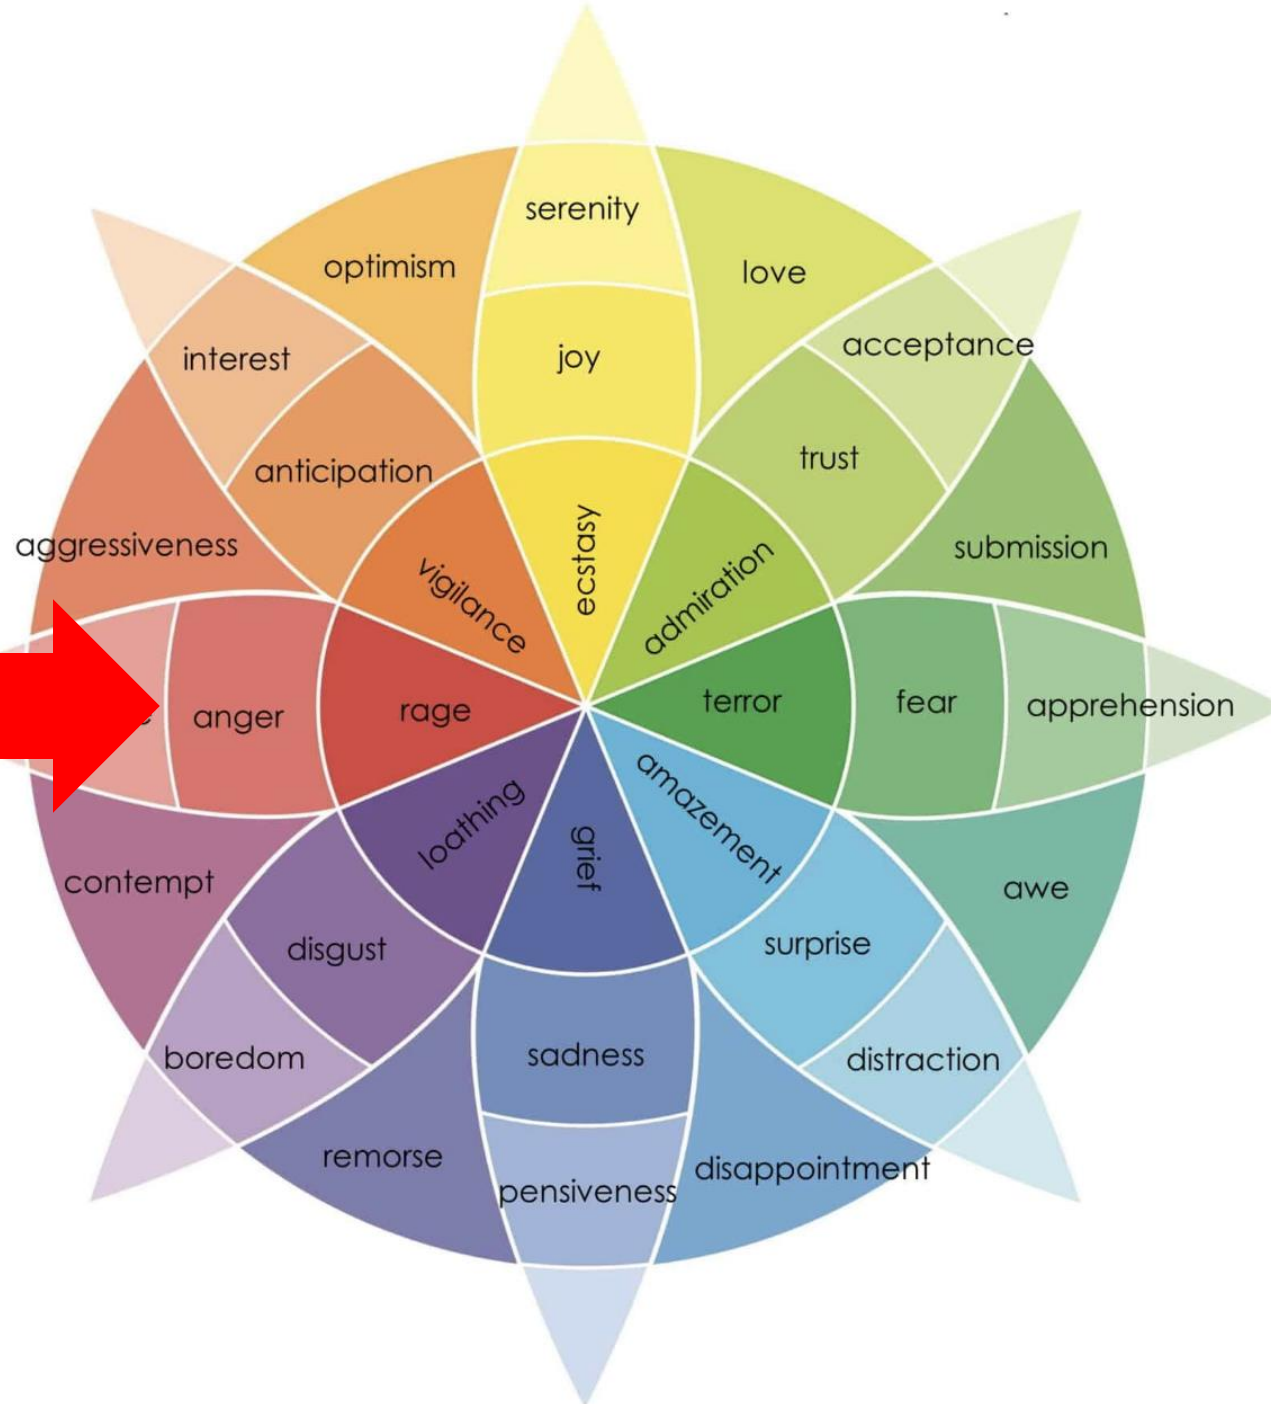 serenity
optimism
love
interest
joy
acceptance
anticipation
trust
aggressiveness
vigilance
ecstasy
admiration
submission
anger
rage
terror
fear
apprehension
contempt
loathing
grief
amazement
awe
disgust
surprise
boredom
sadness
distraction
remorse
pensiveness
disappointment